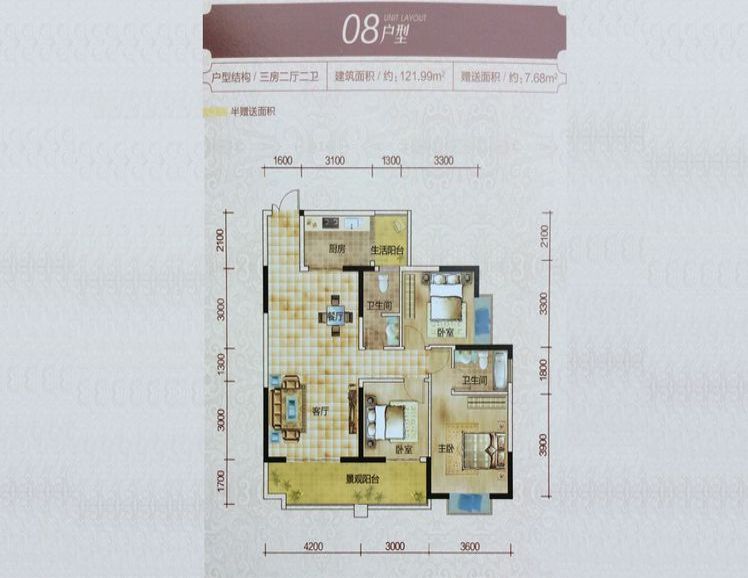 UNIT LAYOUT
08户型
户型结构 / 三房二厅二卫
建筑面积 / 约：121.99m²
赠送面积 / 约：7.68m²
半赠送面积
1600 3100 1300 3300
2100 3000 1300 3000 1700
2100 3300 1800 3900
厨房 生活阳台
卫生间
餐厅
卧室
卫生间
客厅
卧室 主卧
景观阳台
4200 3000 3600